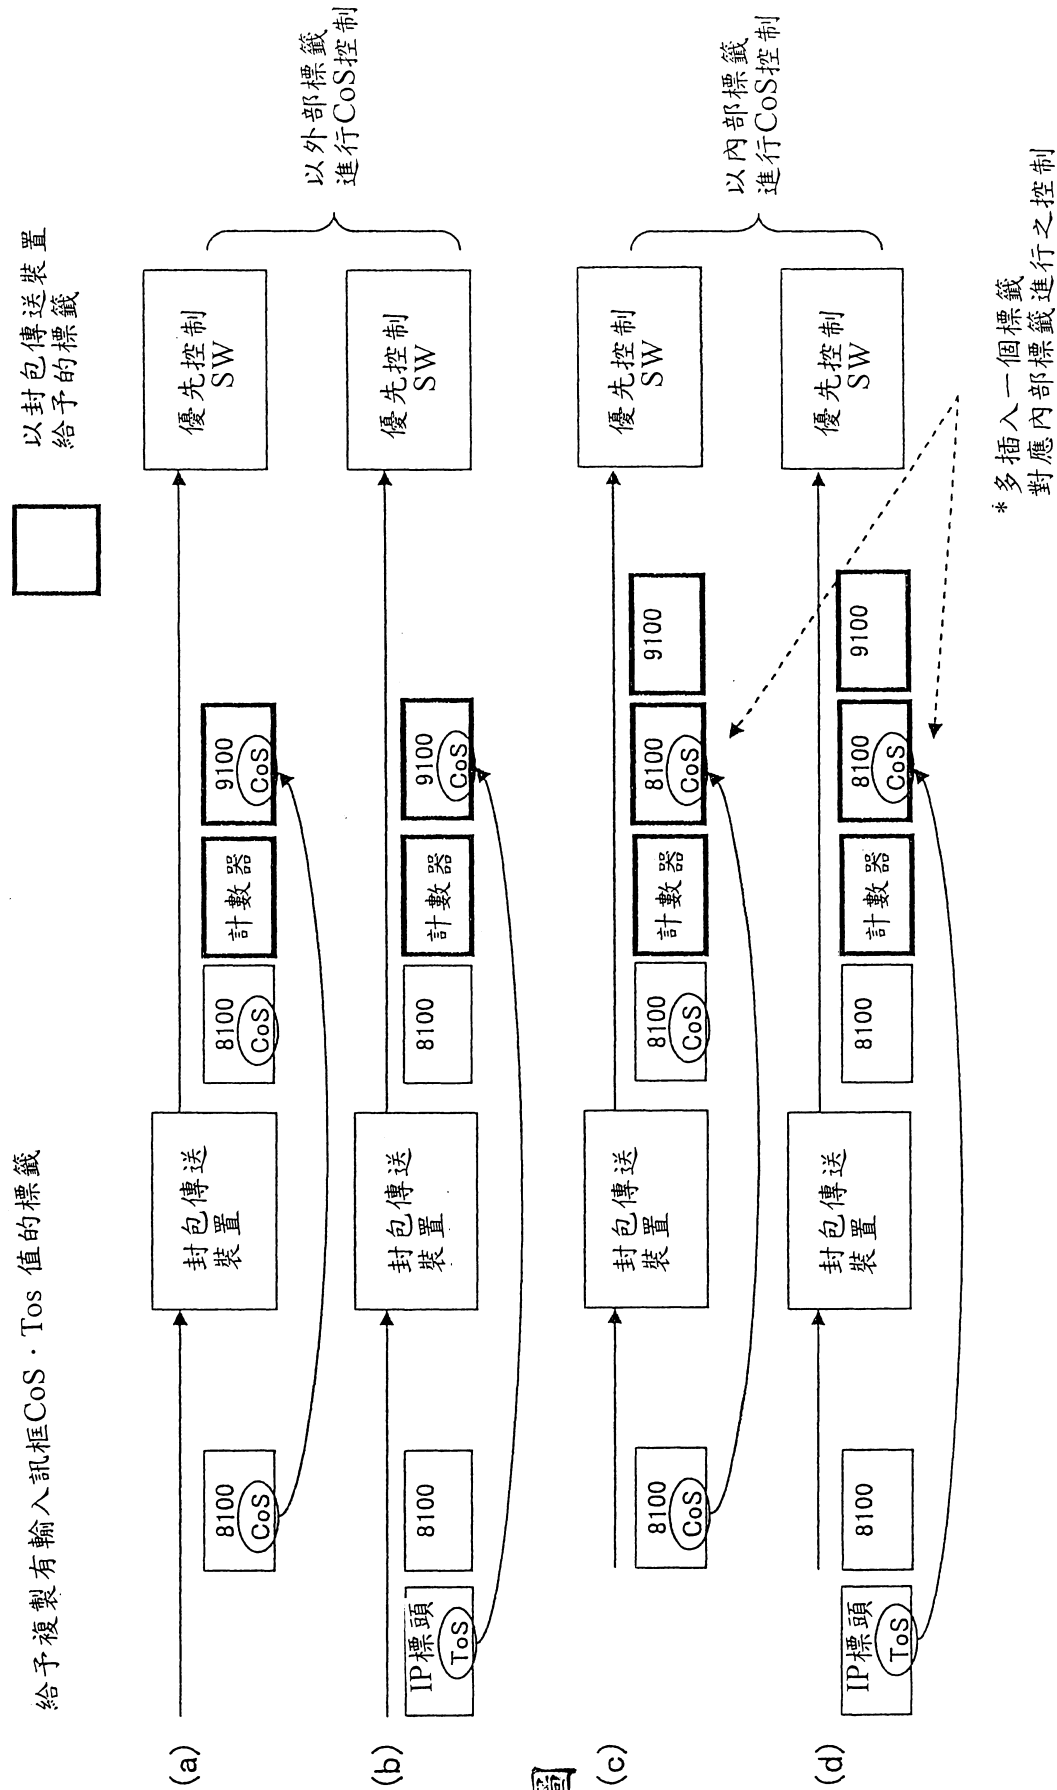 給予複製有輸入訊框CoS・Tos 值的標籤
以封包傳送裝置
給予的標籤
(a)
8100
CoS
封包傳送
裝置
8100
CoS
計數器
9100
CoS
優先控制
SW
(b)
IP標頭
ToS
8100
封包傳送
裝置
8100
計數器
9100
CoS
優先控制
SW
以外部標籤
進行CoS控制
(c)
8100
CoS
封包傳送
裝置
8100
CoS
計數器
8100
CoS
9100
優先控制
SW
(d)
IP標頭
ToS
8100
封包傳送
裝置
8100
計數器
8100
CoS
9100
優先控制
SW
以內部標籤
進行CoS控制
*多插入一個標籤
對應內部標籤進行之控制
圖